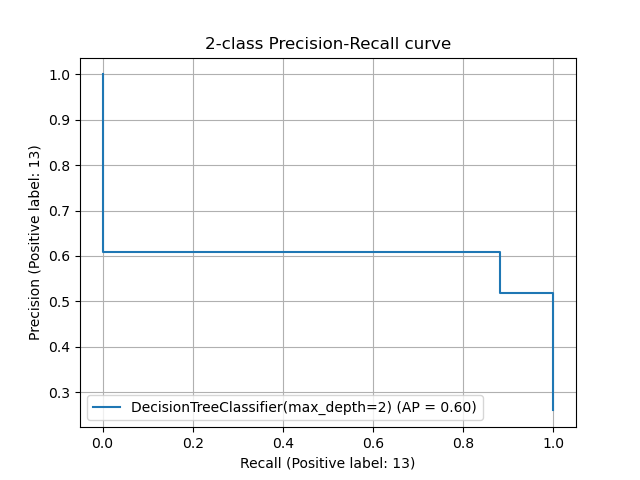 2-class Precision-Recall curve
1.0
0.9
0.8
0.7
0.6
0.5
0.4
0.3
Precision (Positive label: 13)
DecisionTreeClassifier(max_depth=2) (AP = 0.60)
0.0 0.2 0.4 0.6 0.8 1.0
Recall (Positive label: 13)